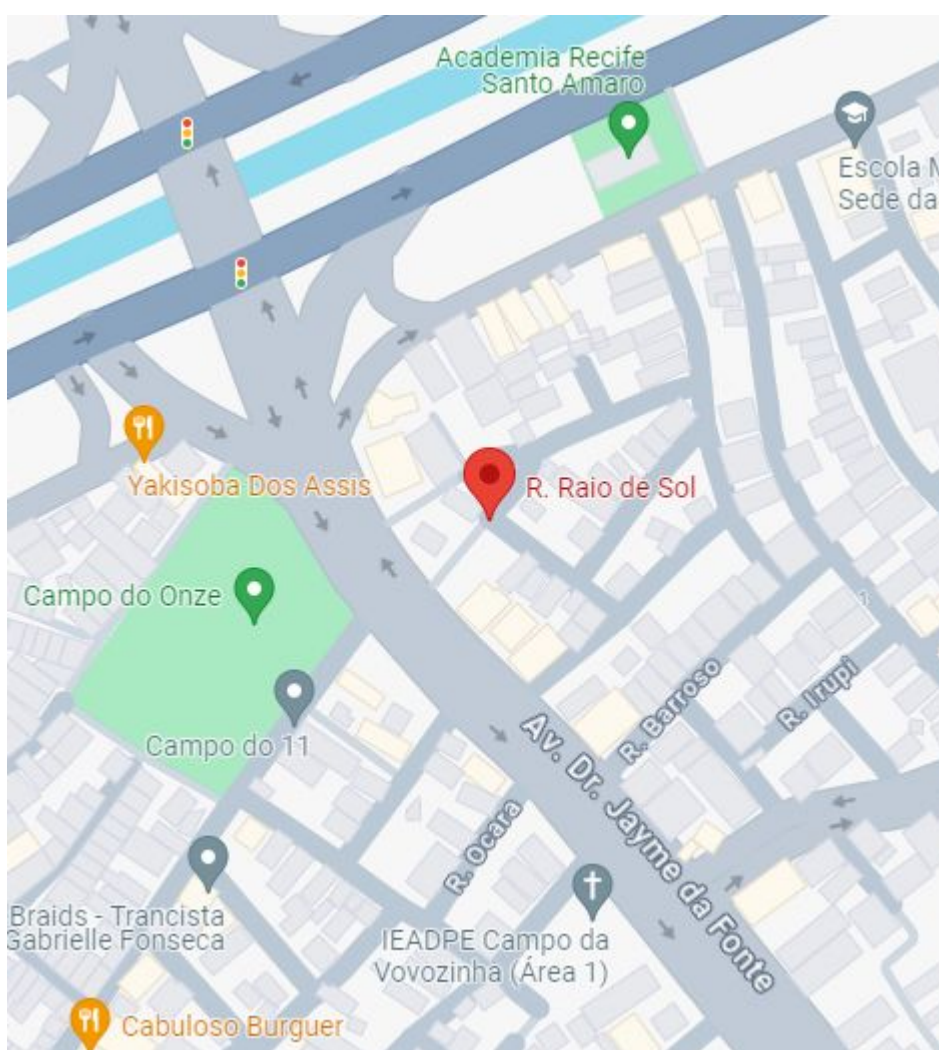 Academia Recife
Santo Amaro
Escola
Sede da
Yakisoba Dos Assis
R. Raio de Sol
Campo do Onze
1
R. Irupi
R. Barroso
Campo do 11
Av. Dr. Jayme da Fonte
R. Ocara
Braids - Trancista
Gabrielle Fonseca
IEADPE Campo da
Vovozinha (Área 1)
Cabuloso Burguer